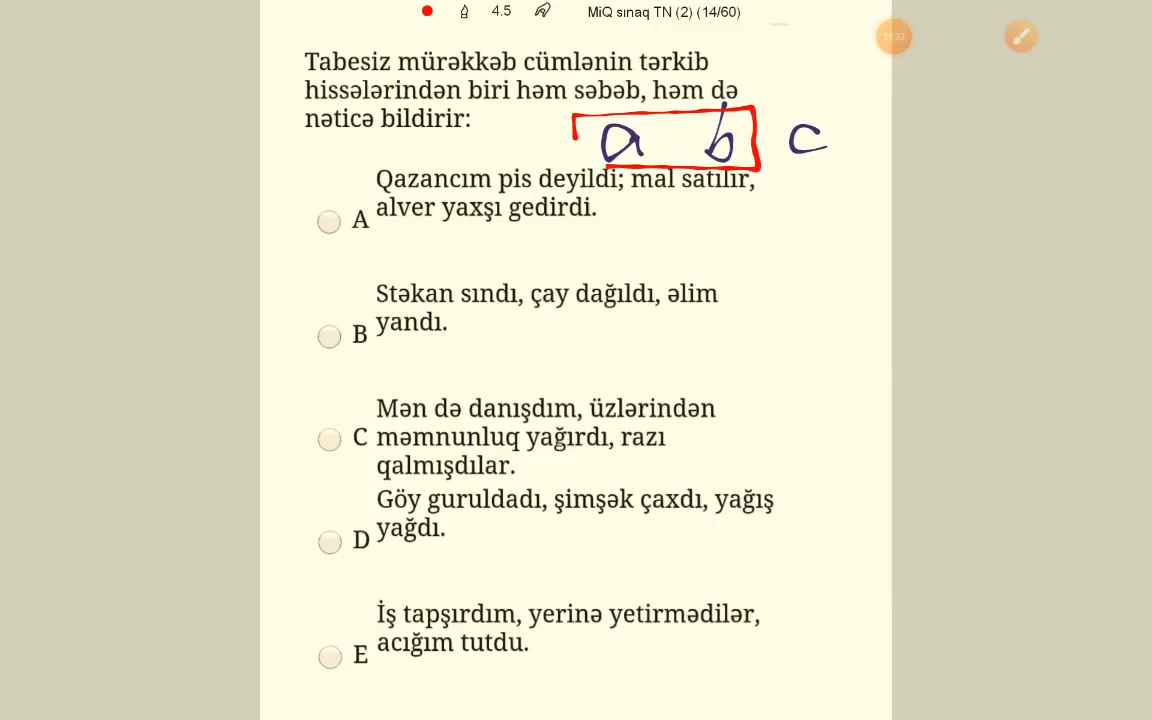 4.5 MiQ sınaq TN (2) (14/60)
31:32
Tabesiz mürəkkəb cümlənin tərkib
hissələrindən biri həm səbəb, həm də
nəticə bildirir:
a b c
Qazancım pis deyildi; mal satılır,
A alver yaxşı gedirdi.
Stəkan sındı, çay dağıldı, əlim
B yandı.
Mən də danışdım, üzlərindən
C məmnunluq yağırdı, razı
qalmışdılar.
Göy guruldadı, şimşək çaxdı, yağış
D yağdı.
İş tapşırdım, yerinə yetirmədilər,
E acığım tutdu.